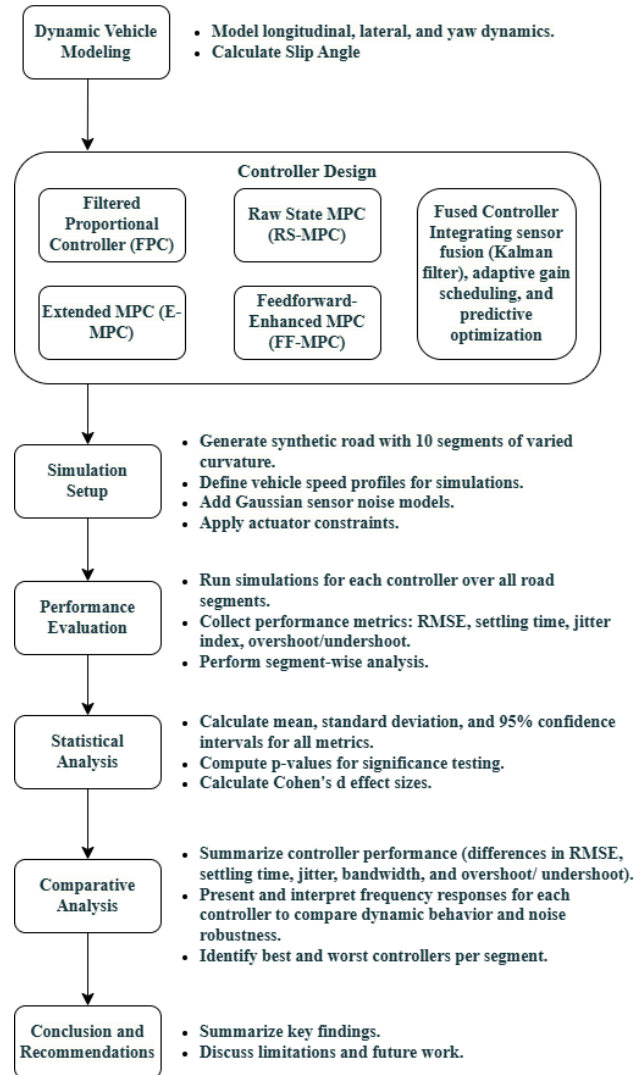 Dynamic Vehicle
Modeling
• Model longitudinal, lateral, and yaw dynamics.
• Calculate Slip Angle
Controller Design
Filtered
Proportional
Controller (FPC)
Raw State MPC
(RS-MPC)
Fused Controller
Integrating sensor
fusion (Kalman
filter), adaptive gain
scheduling, and
predictive
optimization
Extended MPC (E-
MPC)
Feedforward-
Enhanced MPC
(FF-MPC)
Simulation
Setup
• Generate synthetic road with 10 segments of varied
curvature.
• Define vehicle speed profiles for simulations.
• Add Gaussian sensor noise models.
• Apply actuator constraints.
Performance
Evaluation
• Run simulations for each controller over all road
segments.
• Collect performance metrics: RMSE, settling time, jitter
index, overshoot/undershoot.
• Perform segment-wise analysis.
Statistical
Analysis
• Calculate mean, standard deviation, and 95% confidence
intervals for all metrics.
• Compute p-values for significance testing.
• Calculate Cohen's d effect sizes.
Comparative
Analysis
• Summarize controller performance (differences in RMSE,
settling time, jitter, bandwidth, and overshoot/ undershoot).
• Present and interpret frequency responses for each
controller to compare dynamic behavior and noise
robustness.
• Identify best and worst controllers per segment.
Conclusion and
Recommendations
• Summarize key findings.
• Discuss limitations and future work.